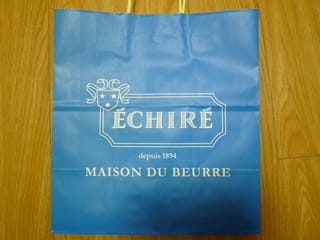 ÉCHIRÉ
depuis 1894
MAISON DU BEURRE